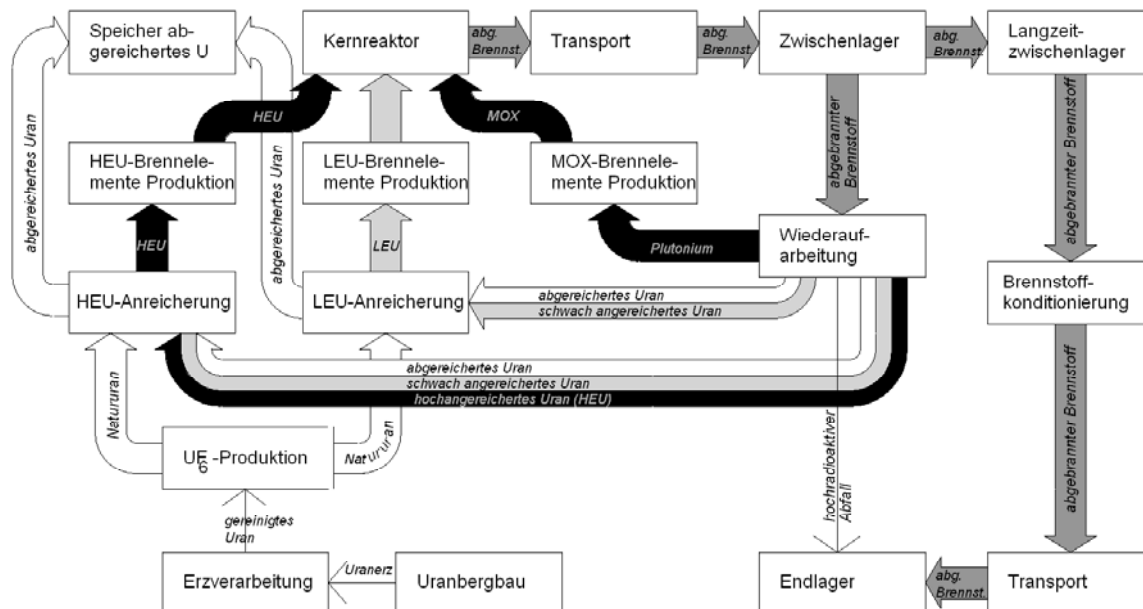 Speicher ab-
gereichertes U
Kernreaktor
abg.
Brennst.
Transport
abg.
Brennst.
Zwischenlager
abg.
Brennst.
Langzeit-
zwischenlager
abgereichertes Uran
HEU
MOX
abgebrannter
Brennstoff
abgebrannter Brennstoff
HEU-Brennele-
mente Produktion
abgereichertes Uran
LEU-Brennele-
mente Produktion
MOX-Brennele-
mente Produktion
HEU
LEU
Plutonium
Wiederauf-
arbeitung
HEU-Anreicherung
LEU-Anreicherung
abgereichertes Uran
schwach angereichertes Uran
Brennstoff-
konditionierung
abgereichertes Uran
schwach angereichertes Uran
hochangereichertes Uran (HEU)
Natururan
Natururan
UF6-Produktion
hochradioaktiver
Abfall
abgebrannter Brennstoff
gereinigtes
Uran
Erzverarbeitung
Uranerz
Uranbergbau
Endlager
abg.
Brennst.
Transport